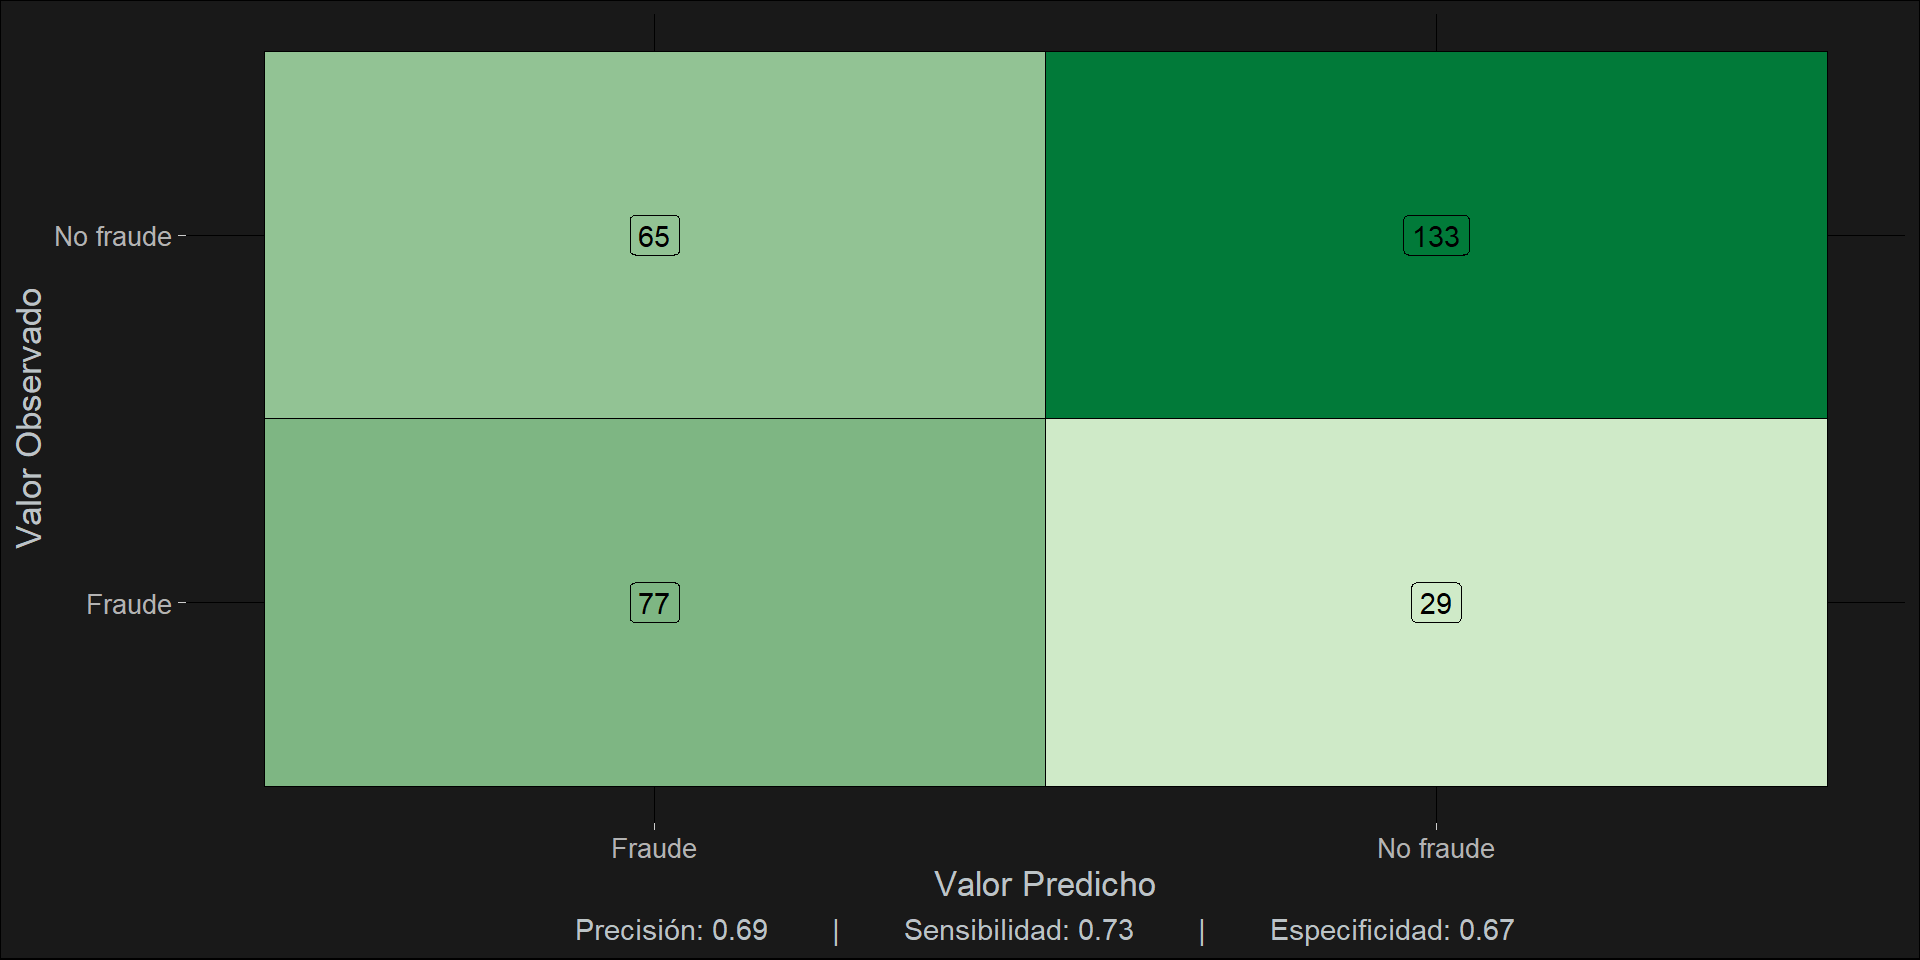 Valor Observado
No fraude
65
133
Fraude
77
29
Fraude
No fraude
Valor Predicho
Precisión: 0.69 | Sensibilidad: 0.73 | Especificidad: 0.67